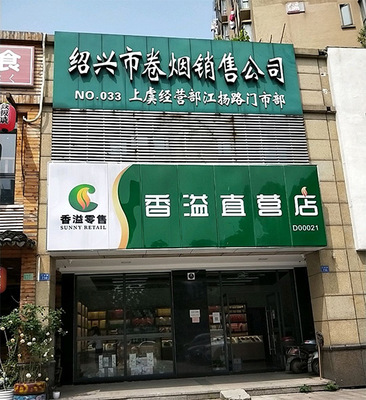 绍兴市卷烟销售公司
NO.033 上虞经营部江扬路门市部
香溢零售
SUNNY RETAIL
香溢直营店
D00021
食